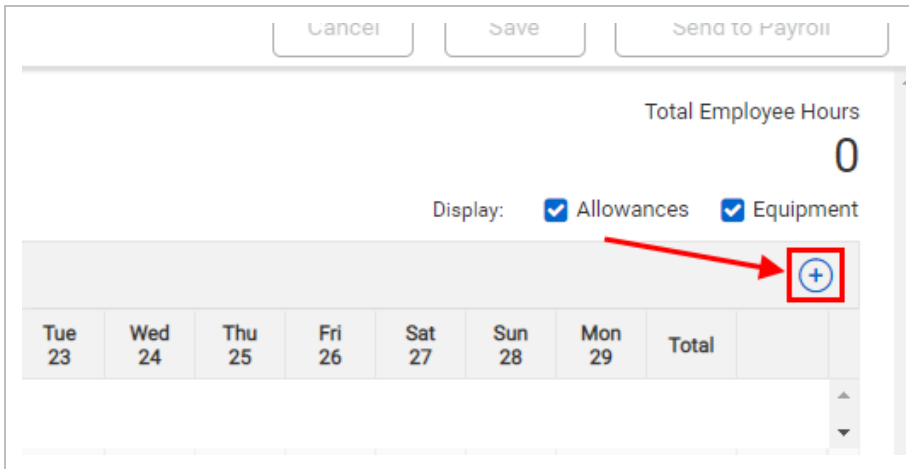 Cancel Save Send to Payroll
Total Employee Hours
0
Display: Allowances Equipment
Tue Wed Thu Fri Sat Sun Mon Total
23 24 25 26 27 28 29